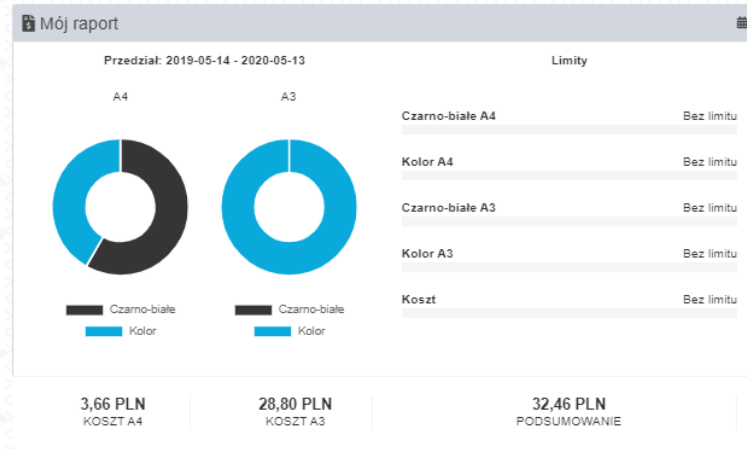 Mój raport
Przedział: 2019-05-14 - 2020-05-13
Limity
A4
A3
Czarno-białe A4
Bez limitu
Kolor A4
Bez limitu
Czarno-białe A3
Bez limitu
Kolor A3
Bez limitu
Koszt
Bez limitu
Czarno-białe
Kolor
Czarno-białe
Kolor
3,66 PLN
KOSZT A4
28,80 PLN
KOSZT A3
32,46 PLN
PODSUMOWANIE